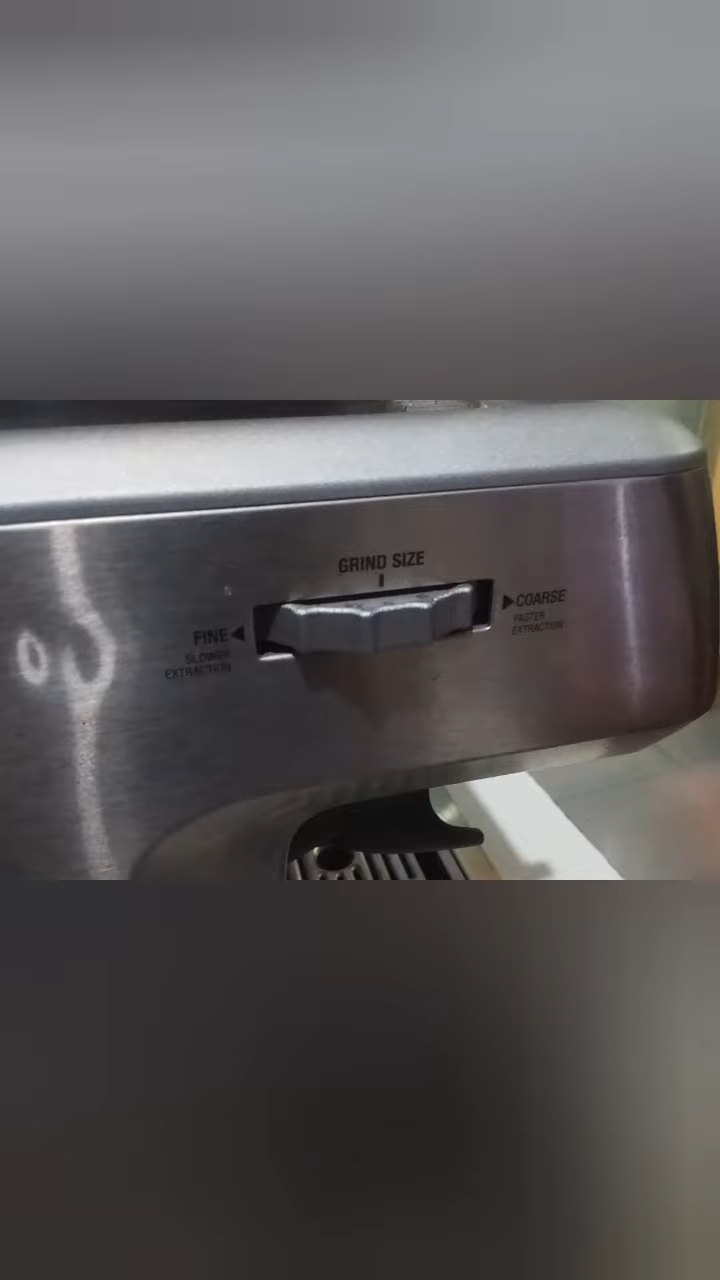 GRIND SIZE
FINE
SLOWER
EXTRACTION
COARSE
FASTER
EXTRACTION